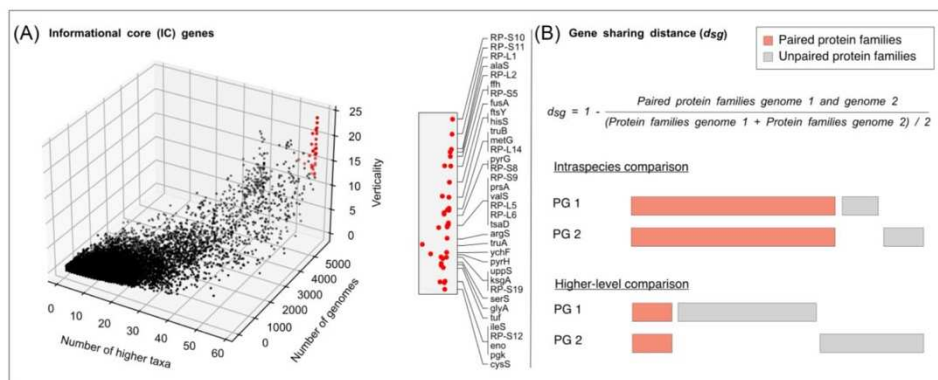 (A) Informational core (IC) genes
25
20
15
10
5
0
Verticality
5000
4000
3000
2000
1000
0
Number of genomes
0
10
20
30
40
50
60
Number of higher taxa
RP-S10
RP-S11
RP-L1
alaS
RP-L2
ffh
RP-S5
fusA
ftsY
hisS
truB
metG
RP-L14
pyrG
RP-S8
RP-S9
prsA
valS
RP-L5
RP-L6
tsaD
argS
truA
ychF
pyrH
uppS
ksgA
RP-S19
serS
glyA
tuf
ileS
RP-S12
eno
pgk
cysS
(B) Gene sharing distance (dsg)
Paired protein families
Unpaired protein families
Paired protein families genome 1 and genome 2
dsg = 1 -
(Protein families genome 1 + Protein families genome 2) / 2
Intraspecies comparison
PG 1
PG 2
Higher-level comparison
PG 1
PG 2